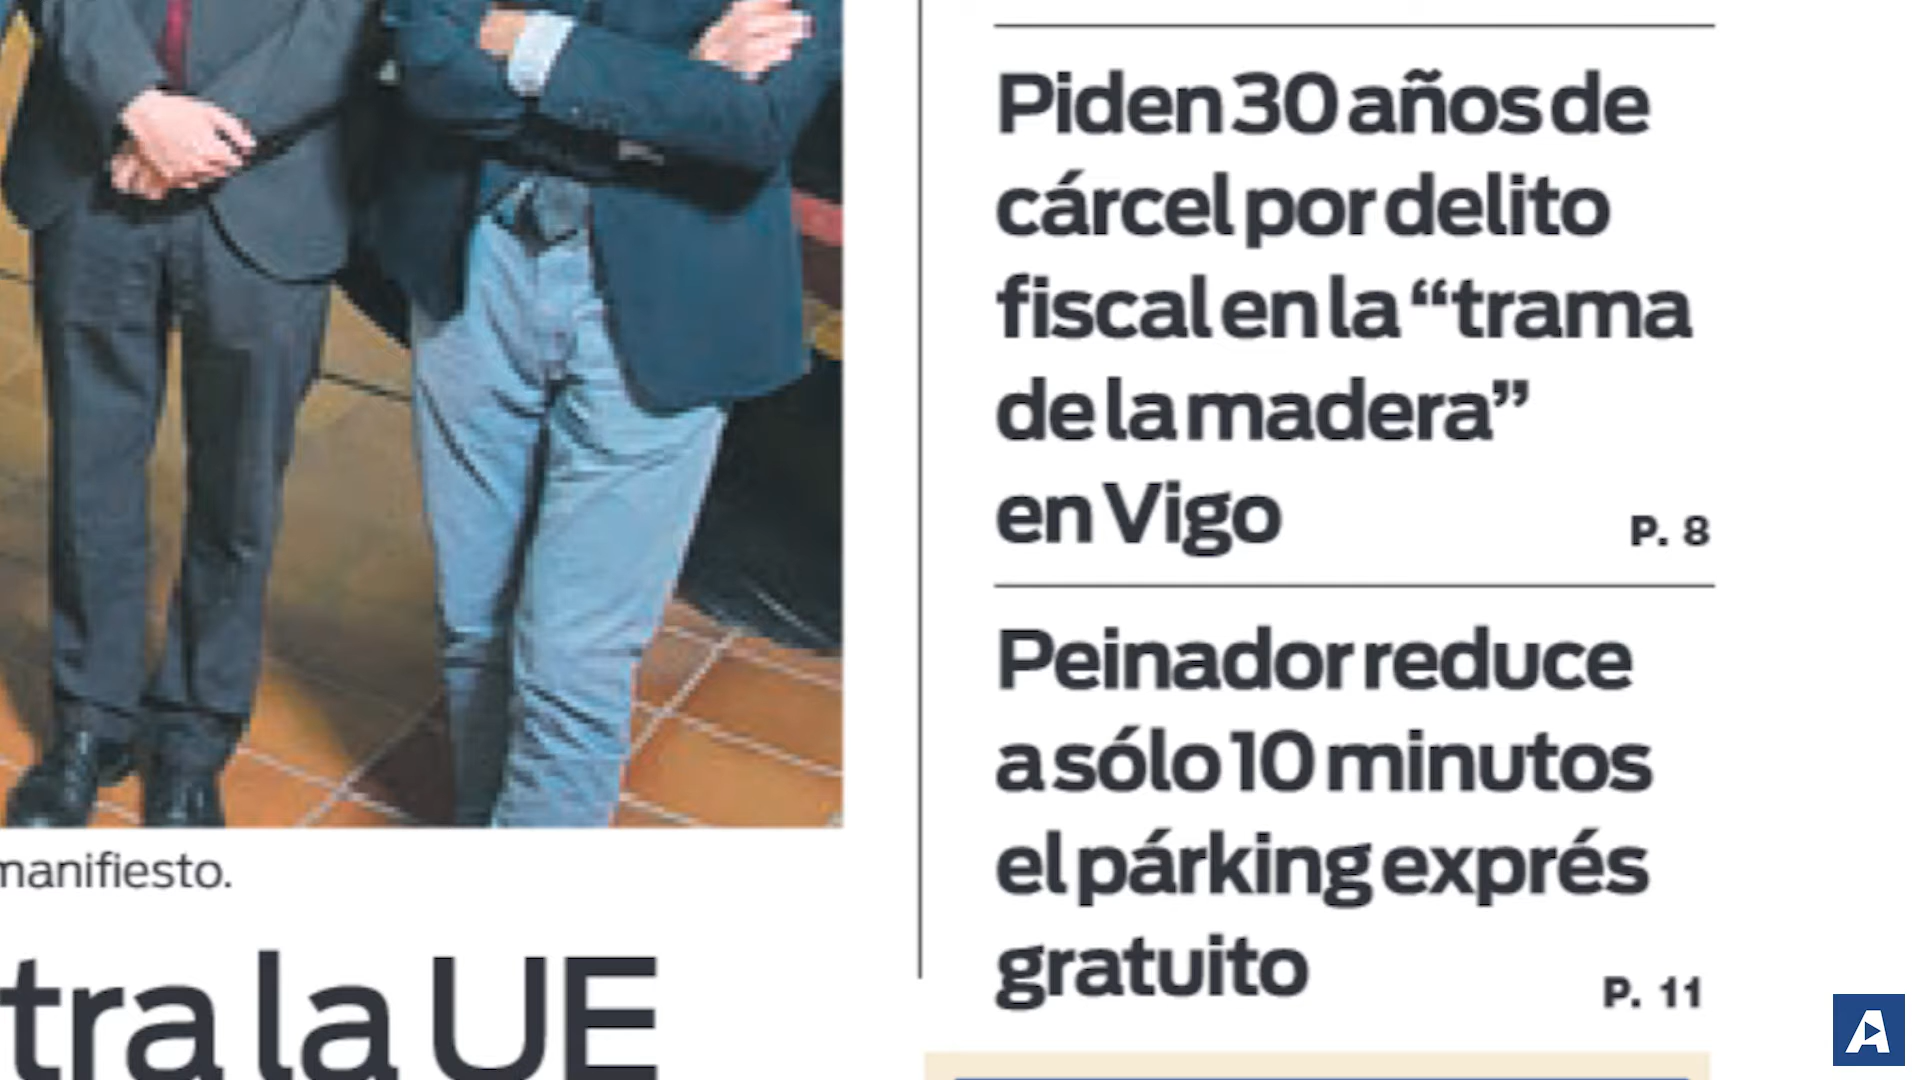 manifiesto.
tra la UE
Piden 30 años de
cárcel por delito
fiscal en la “trama
de la madera”
en Vigo
P. 8
Peinador reduce
a sólo 10 minutos
el párking exprés
gratuito
P. 11
A